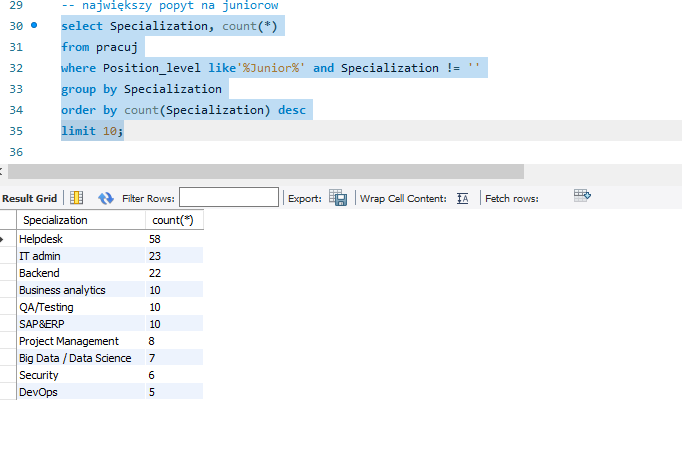 29 -- największy popyt na juniorow
30 select Specialization, count(*)
31 from pracuj
32 where Position_level like'%Junior%' and Specialization != ''
33 group by Specialization
34 order by count(Specialization) desc
35 limit 10;
36
Result Grid Filter Rows: Export: Wrap Cell Content: IA Fetch rows:
Specialization count(*)
Helpdesk 58
IT admin 23
Backend 22
Business analytics 10
QA/Testing 10
SAP&ERP 10
Project Management 8
Big Data / Data Science 7
Security 6
DevOps 5